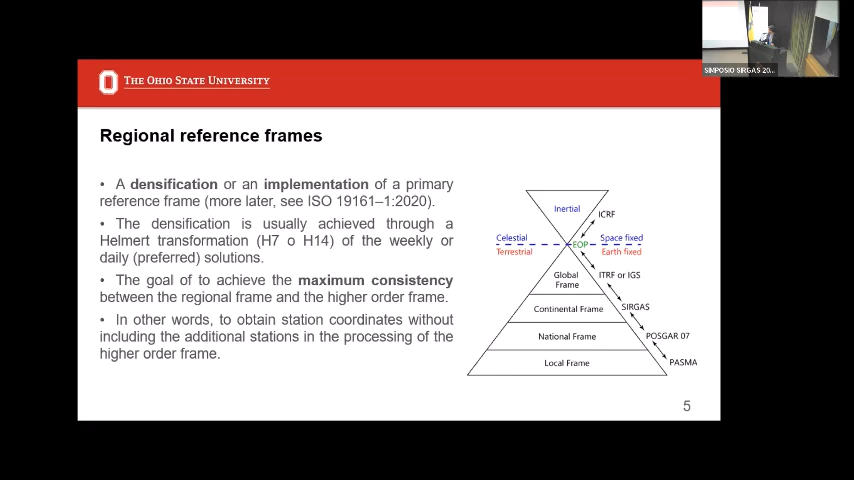 THE OHIO STATE UNIVERSITY
SIMPOSIO SIRGAS 20...
Regional reference frames
• A densification or an implementation of a primary
reference frame (more later, see ISO 19161–1:2020).
• The densification is usually achieved through a
Helmert transformation (H7 o H14) of the weekly or
daily (preferred) solutions.
• The goal of to achieve the maximum consistency
between the regional frame and the higher order frame.
• In other words, to obtain station coordinates without
including the additional stations in the processing of the
higher order frame.
Inertial
ICRF
Celestial
EOP
Space fixed
Terrestrial
Earth fixed
Global
Frame
ITRF or IGS
Continental Frame
SIRGAS
National Frame
POSGAR 07
Local Frame
PASMA
5